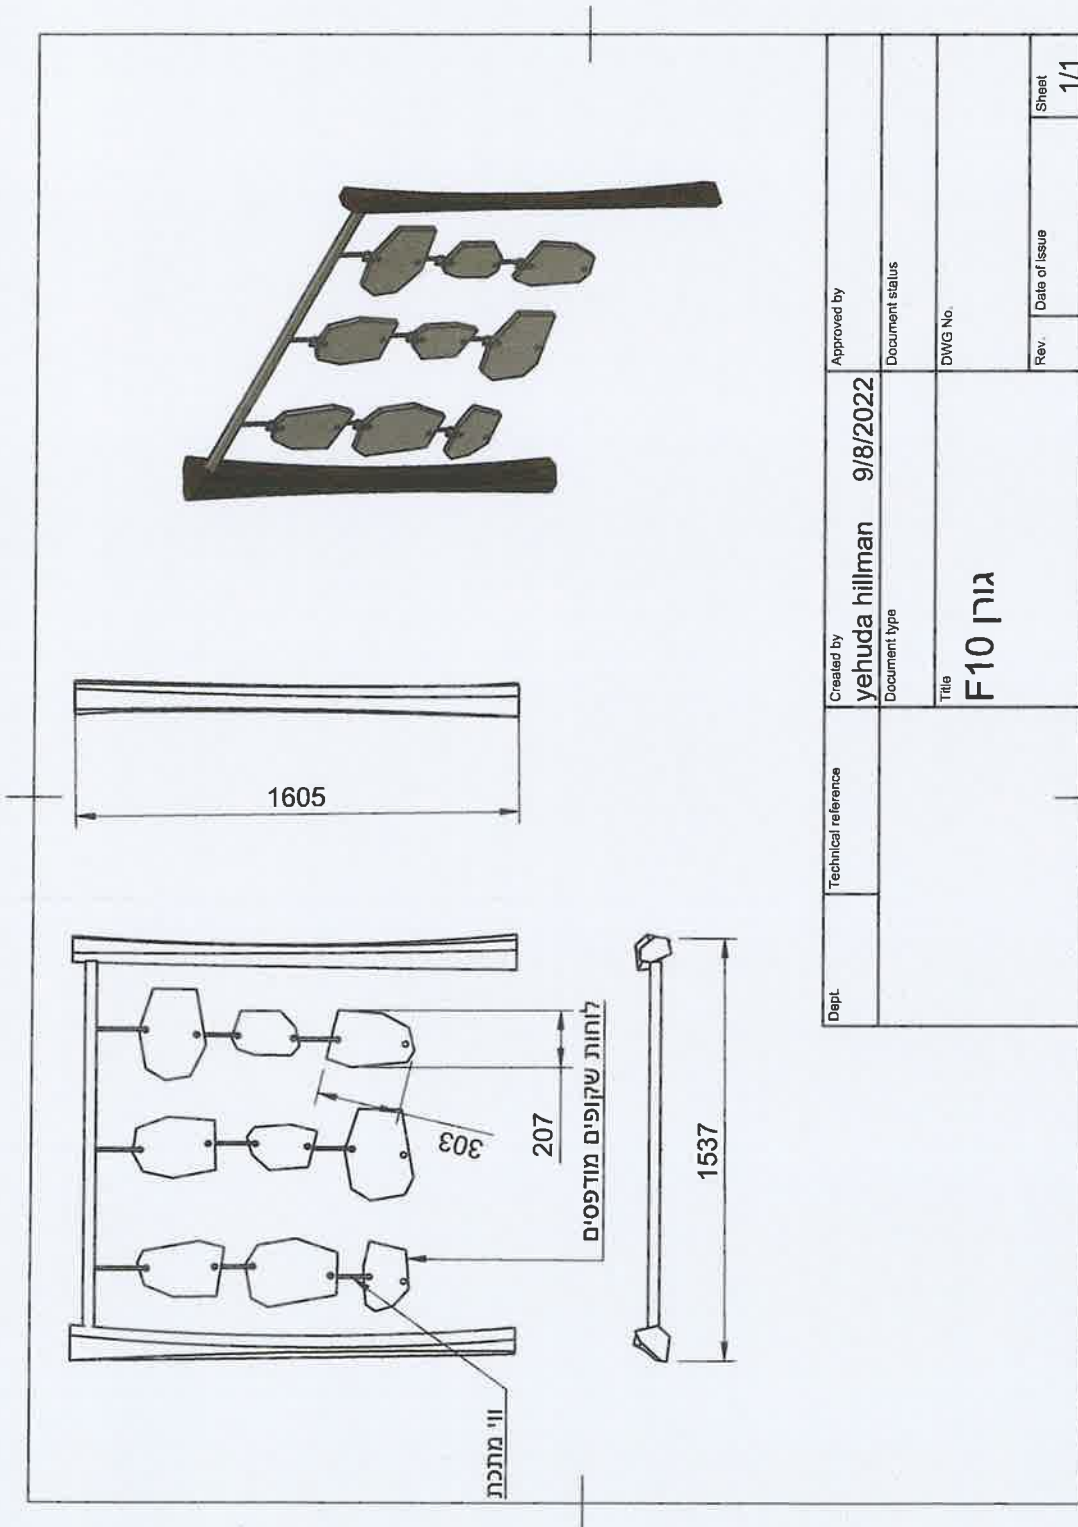 1605
303
207
לוחות שקופים מודפסים
ווי מתכת
1537
Dept.
Technical reference
Created by
yehuda hillman 9/8/2022
Approved by
Document type
Document status
Title
גורן F10
DWG No.
Rev.
Date of issue
Sheet
1/1